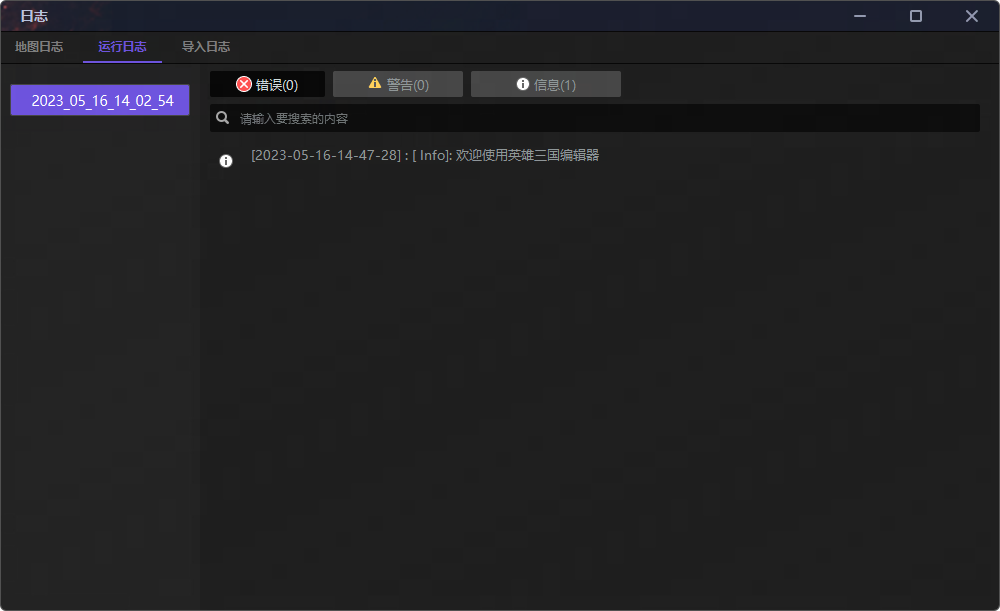 日志
地图日志 运行日志 导入日志
2023_05_16_14_02_54
错误(0) 警告(0) 信息(1)
请输入要搜索的内容
[2023-05-16-14-47-28] : [ Info]: 欢迎使用英雄三国编辑器